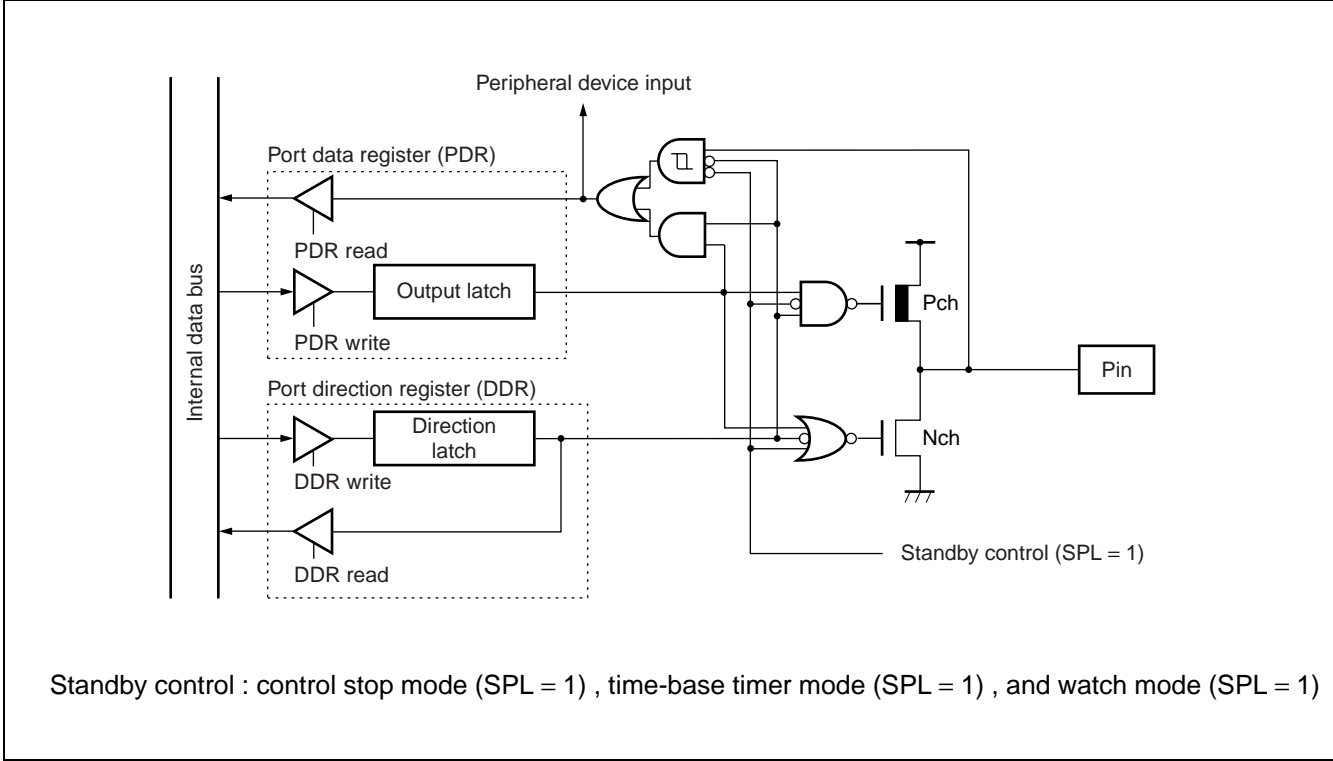 Peripheral device input
Port data register (PDR)
PDR read
Output latch
PDR write
Internal data bus
Pch
Pin
Port direction register (DDR)
Direction
latch
Nch
DDR write
DDR read
Standby control (SPL = 1)
Standby control : control stop mode (SPL = 1) , time-base timer mode (SPL = 1) , and watch mode (SPL = 1)